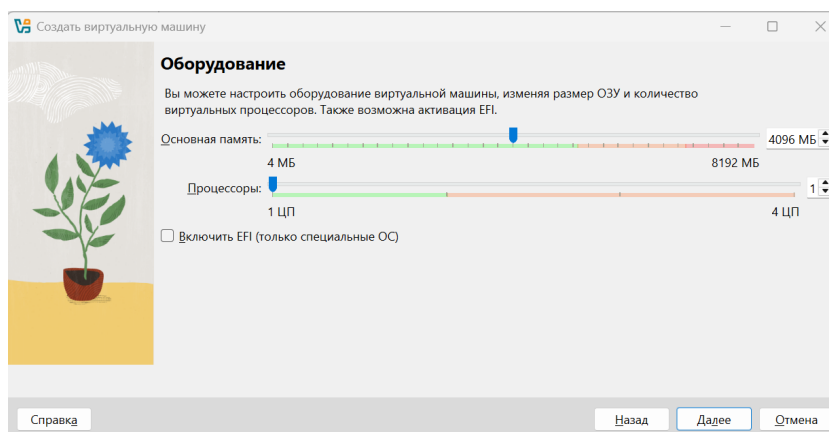 Создать виртуальную машину
Оборудование
Вы можете настроить оборудование виртуальной машины, изменяя размер ОЗУ и количество
виртуальных процессоров. Также возможна активация EFI.
Основная память:
4096 МБ
4 МБ
8192 МБ
Процессоры:
1
1 ЦП
4 ЦП
Включить EFI (только специальные ОС)
Справка
Назад
Далее
Отмена